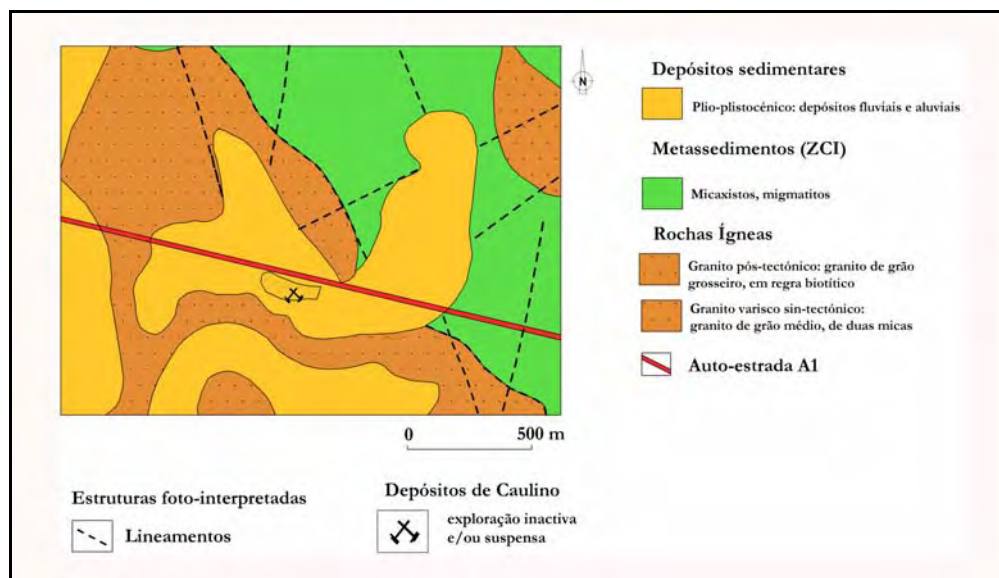 N
Depósitos sedimentares
Plio-plistocénico: depósitos fluviais e aluviais
Metassedimentos (ZCI)
Micaxistos, migmatitos
Rochas Ígneas
Granito pós-tectónico: granito de grão
grosseiro, em regra biotítico
Granito varisco sin-tectónico:
granito de grão médio, de duas micas
Auto-estrada A1
0 500 m
Estruturas foto-interpretadas
Lineamentos
Depósitos de Caulino
exploração inactiva
e/ou suspensa